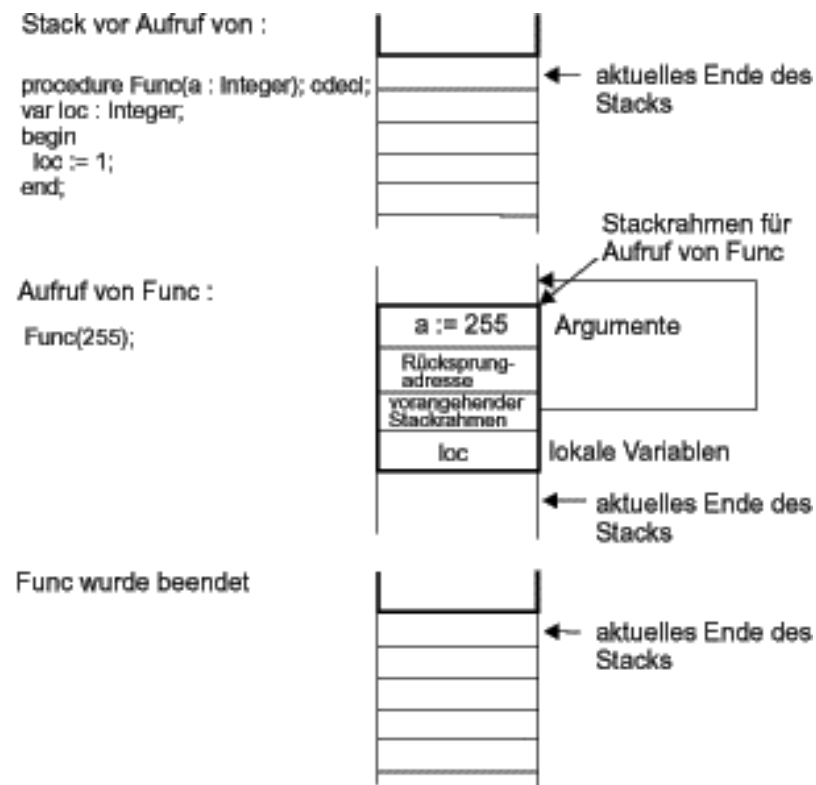 Stack vor Aufruf von :
procedure Func(a : Integer); cdecl;
var loc : Integer;
begin
loc := 1;
end;
aktuelles Ende des
Stacks
Stackrahmen für
Aufruf von Func
Aufruf von Func :
Func(255);
a := 255
Argumente
Rücksprung-
adresse
vorangehender
Stackrahmen
loc
lokale Variablen
aktuelles Ende des
Stacks
Func wurde beendet
aktuelles Ende des
Stacks